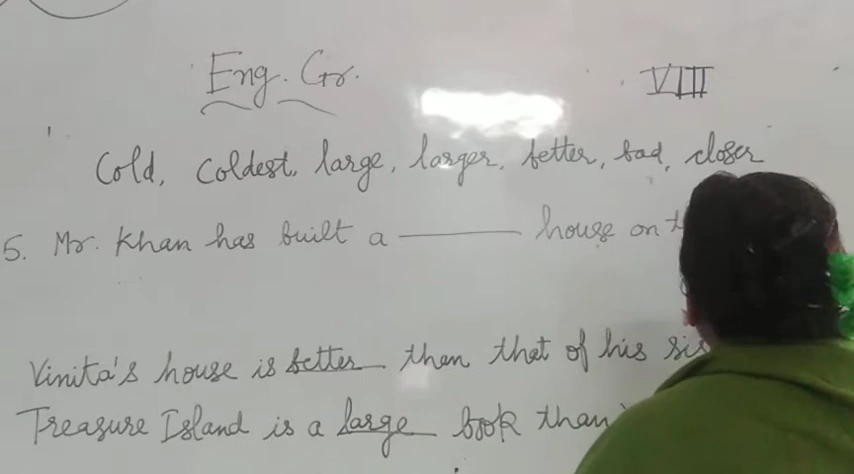 Eng. Gr. VIII
Cold, Coldest, large, larger, better, bad, closer
5. Mr. Khan has built a ______ house on
Vinita's house is better than that of his
Treasure Island is a large book than